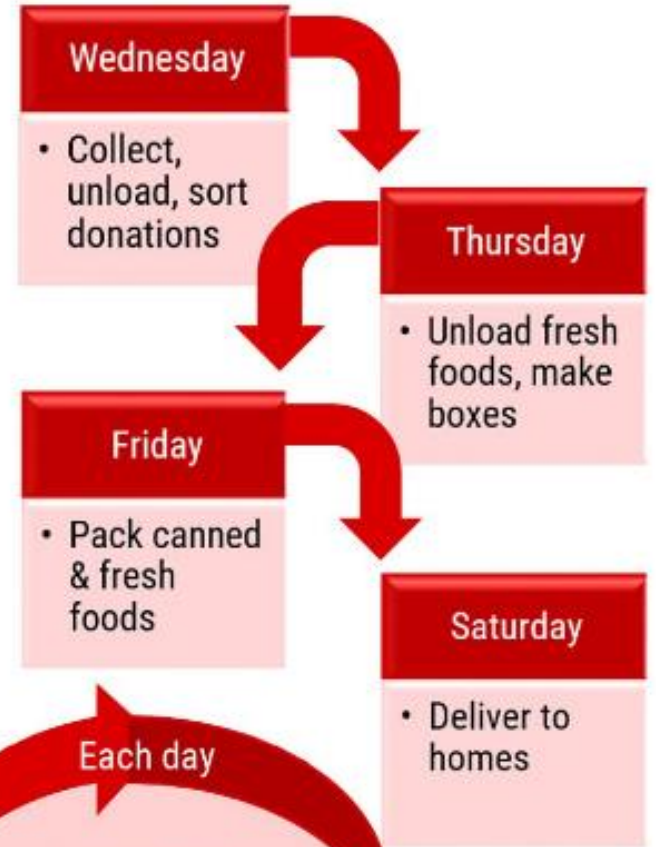 Wednesday
• Collect,
unload, sort
donations
Thursday
• Unload fresh
foods, make
boxes
Friday
• Pack canned
& fresh
foods
Saturday
• Deliver to
homes
Each day